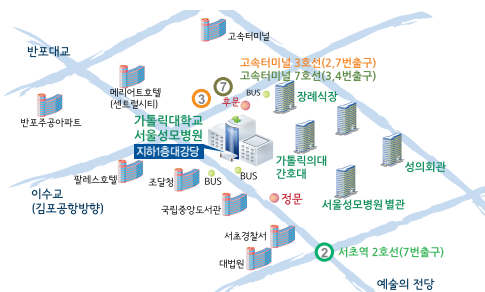 고속터미널
반포대교
고속터미널 3호선(2,7번출구)
고속터미널 7호선(3,4번출구)
메리어트호텔
(센트럴시티)
7
3
BUS
후문
장례식장
반포주공아파트
가톨릭대학교
서울성모병원
지하1층대강당
가톨릭의대
간호대
성의회관
팔레스호텔
조달청
BUS
BUS
이수교
(김포공항방향)
국립중앙도서관
정문
서울성모병원 별관
서초경찰서
대법원
2
서초역 2호선(7번출구)
예술의 전당